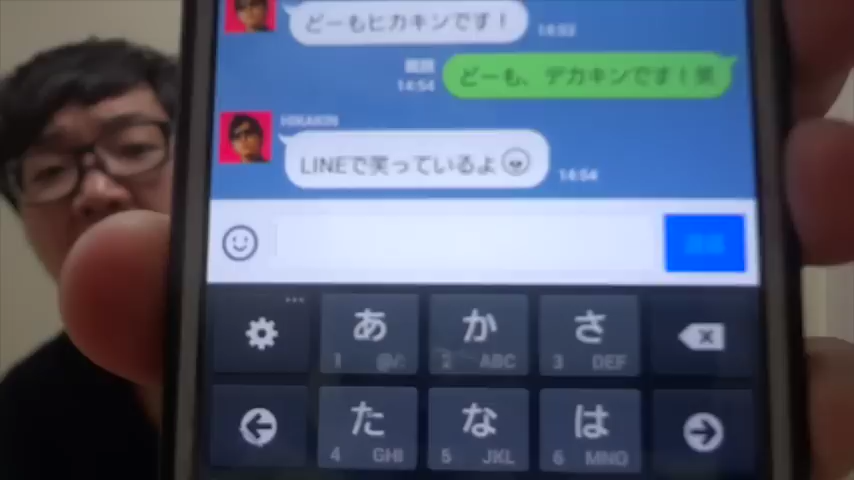 どーもヒカキンです！
14:53
既読
14:54
どーも、デカキンです！笑
HIKAKIN
LINEで笑っているよ
14:54
送信
あ
1 @/:
か
2 ABC
さ
3 DEF
た
4 GHI
な
5 JKL
は
6 MNO